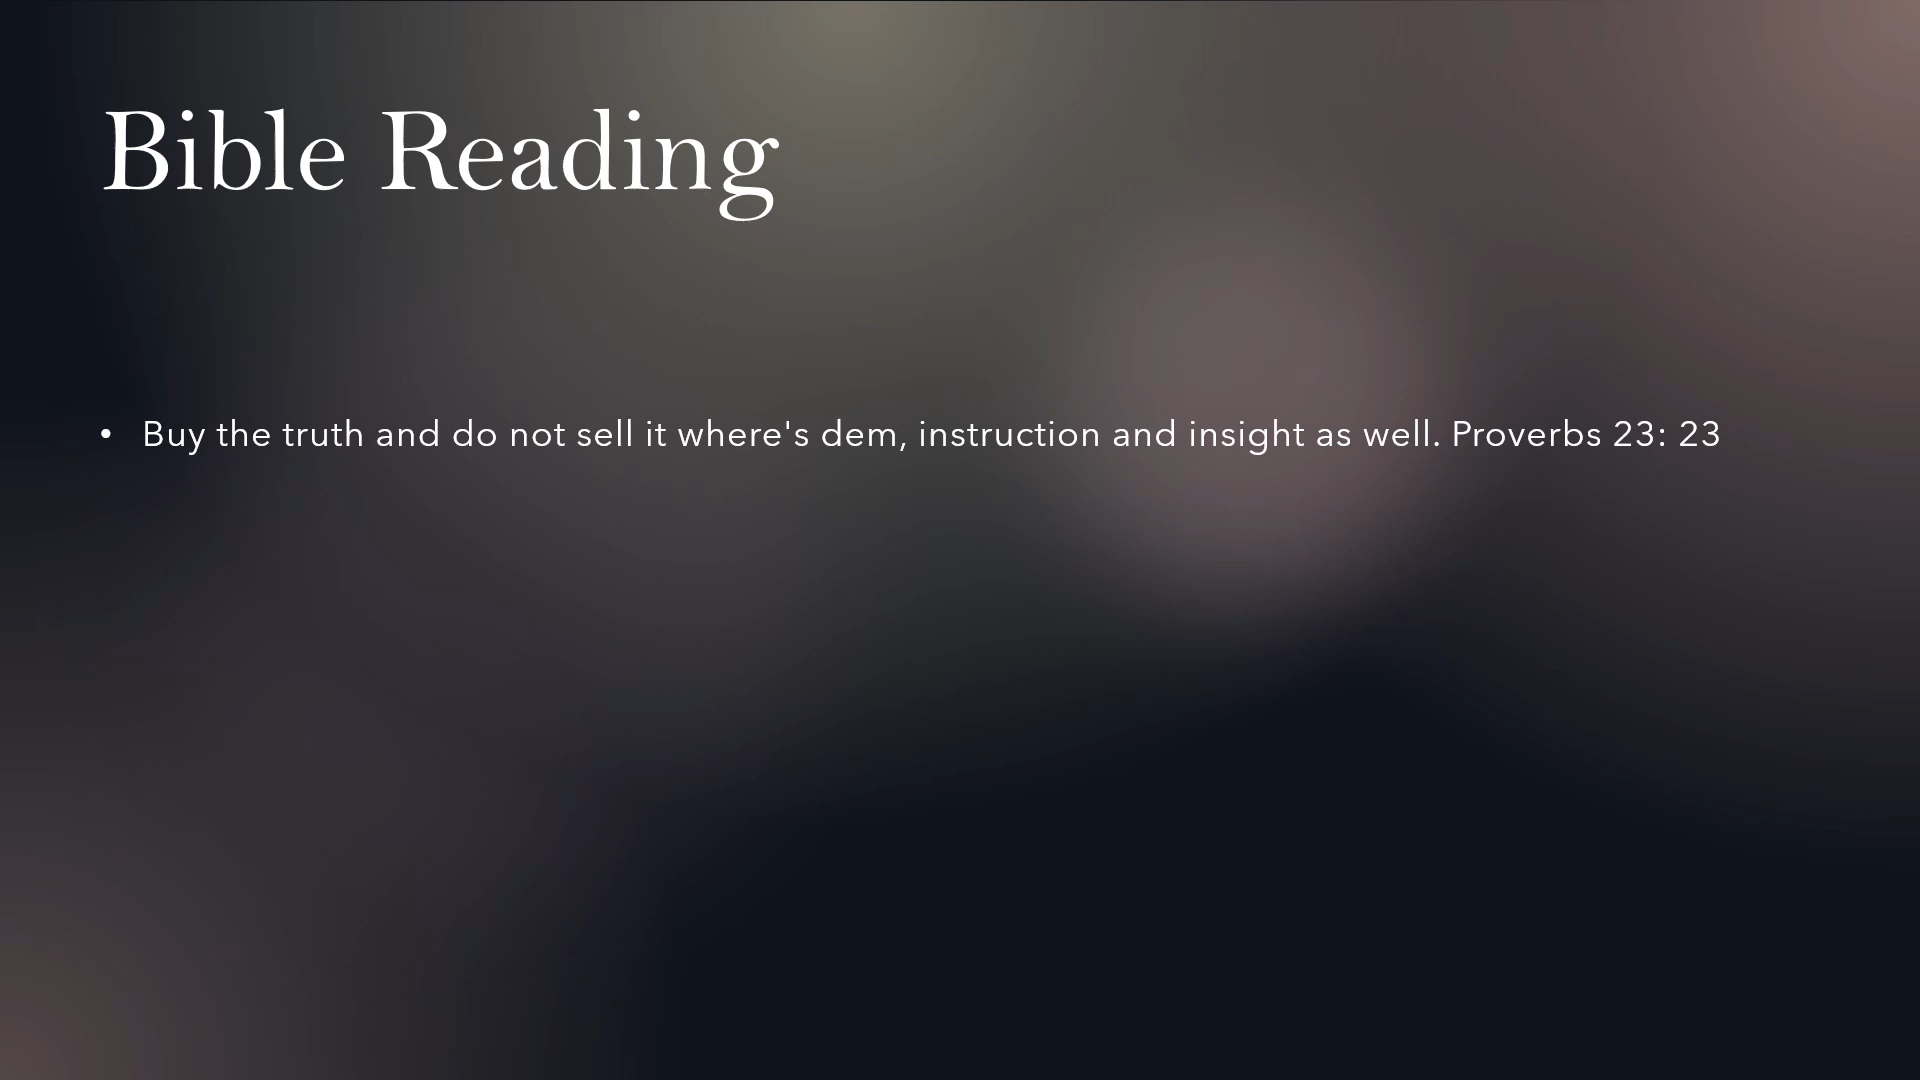 Bible Reading
• Buy the truth and do not sell it where's dem, instruction and insight as well. Proverbs 23: 23